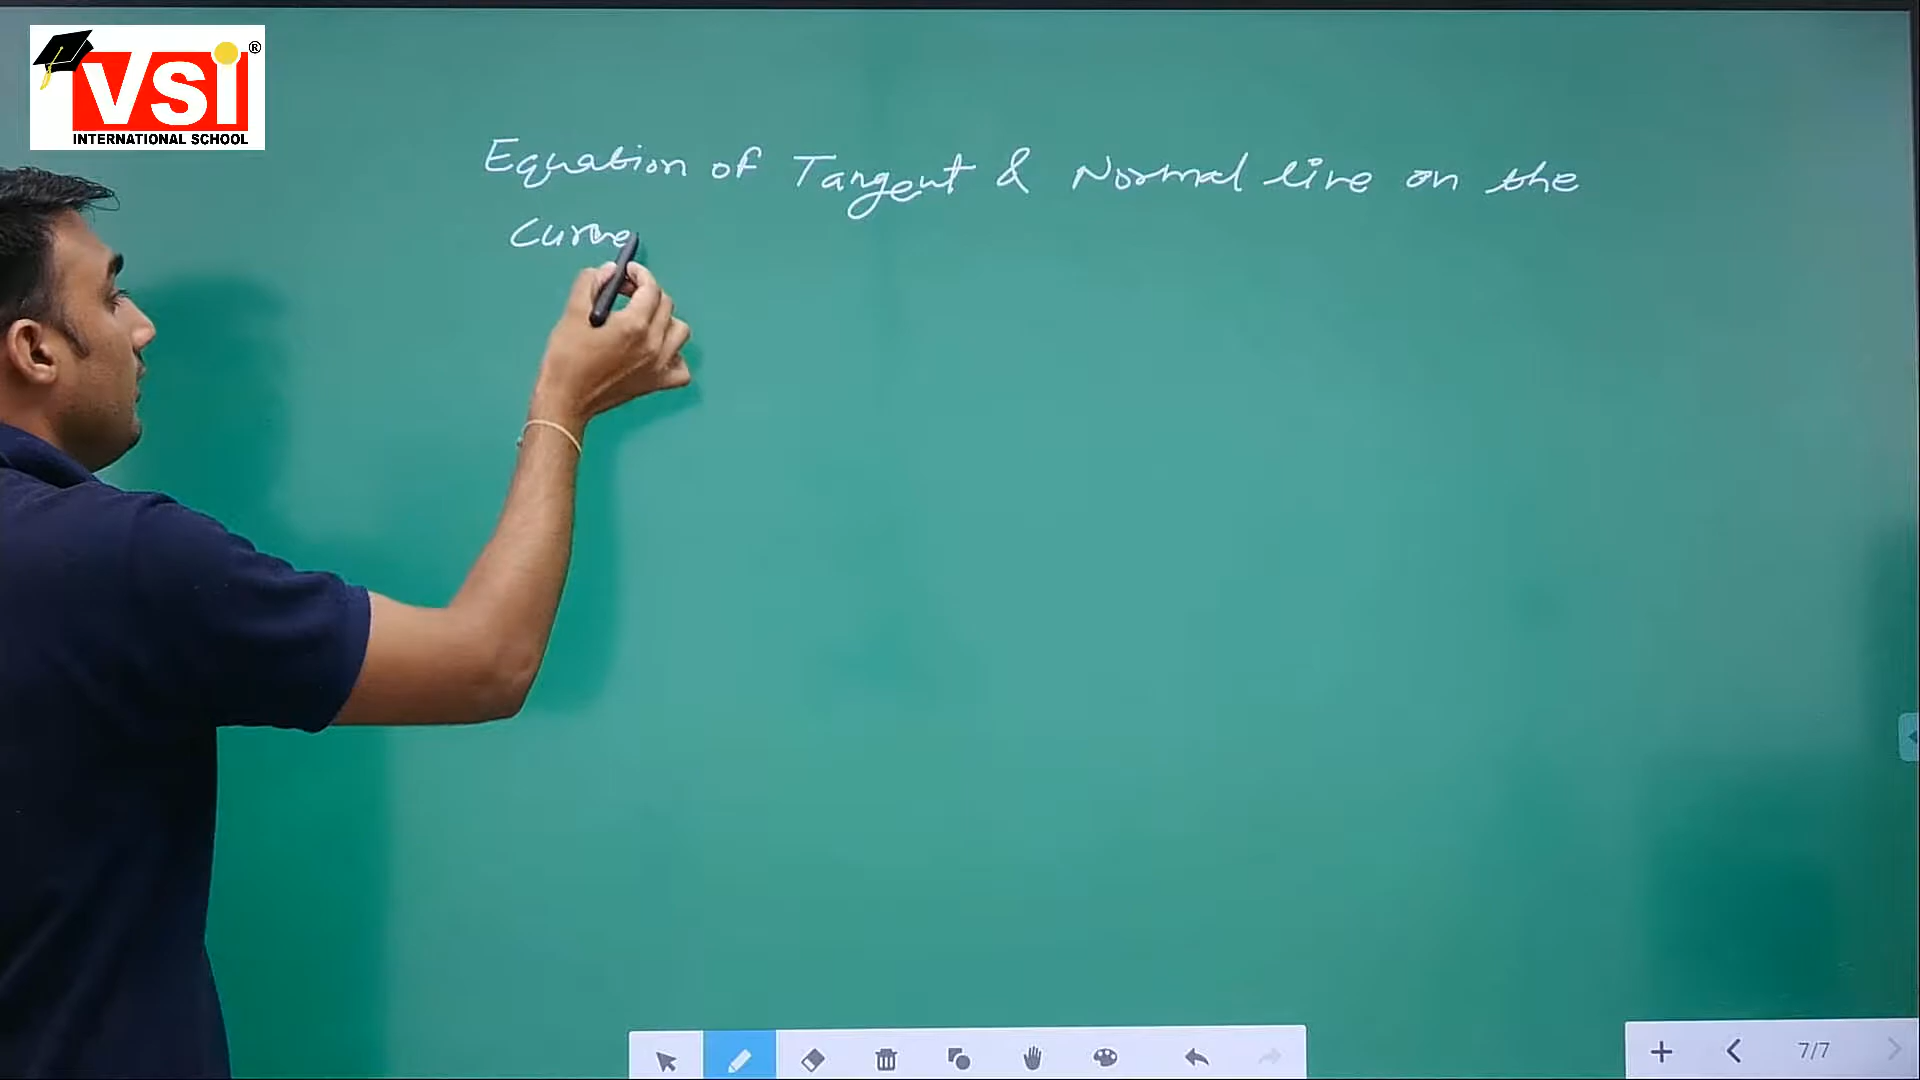 VSI ®
INTERNATIONAL SCHOOL
Equation of Tangent & Normal line on the
Curve
7/7